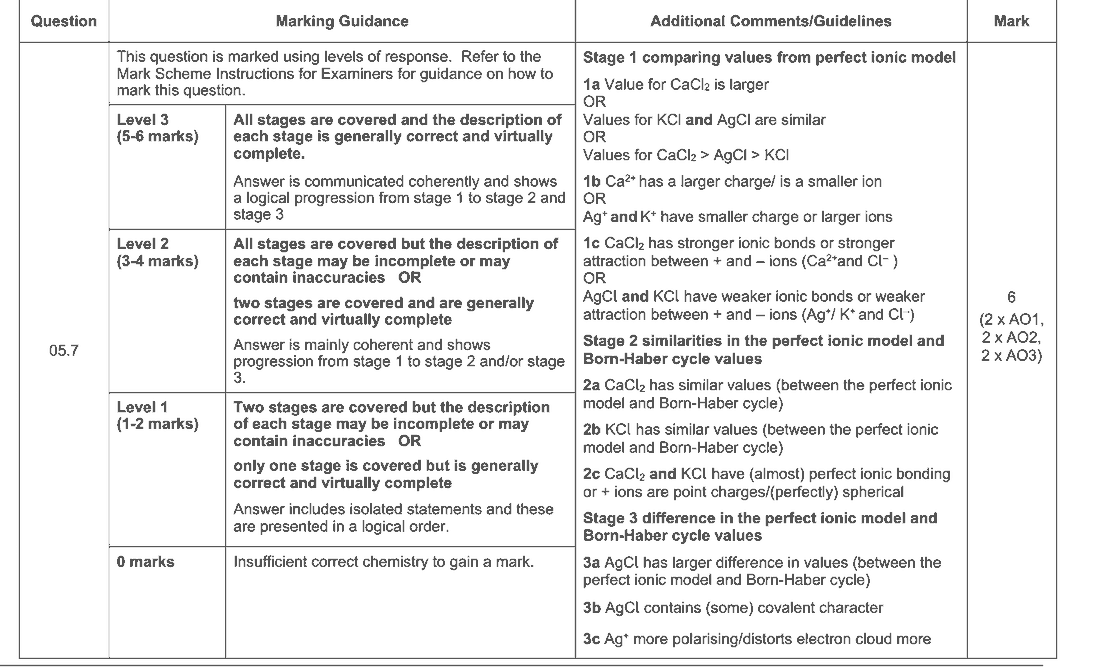 Question
Marking Guidance
Additional Comments/Guidelines
Mark
05.7
This question is marked using levels of response. Refer to the
Mark Scheme Instructions for Examiners for guidance on how to
mark this question.
Level 3
(5-6 marks)
All stages are covered and the description of
each stage is generally correct and virtually
complete.
Answer is communicated coherently and shows
a logical progression from stage 1 to stage 2 and
stage 3
Level 2
(3-4 marks)
All stages are covered but the description of
each stage may be incomplete or may
contain inaccuracies OR
two stages are covered and are generally
correct and virtually complete
Answer is mainly coherent and shows
progression from stage 1 to stage 2 and/or stage
3.
Level 1
(1-2 marks)
Two stages are covered but the description
of each stage may be incomplete or may
contain inaccuracies OR
only one stage is covered but is generally
correct and virtually complete
Answer includes isolated statements and these
are presented in a logical order.
0 marks
Insufficient correct chemistry to gain a mark.
Stage 1 comparing values from perfect ionic model
1a Value for CaCl₂ is larger
OR
Values for KCl and AgCl are similar
OR
Values for CaCl₂ > AgCl > KCl
1b Ca²⁺ has a larger charge/ is a smaller ion
OR
Ag⁺ and K⁺ have smaller charge or larger ions
1c CaCl₂ has stronger ionic bonds or stronger
attraction between + and – ions (Ca²⁺and Cl⁻ )
OR
AgCl and KCl have weaker ionic bonds or weaker
attraction between + and – ions (Ag⁺/ K⁺ and Cl⁻)
Stage 2 similarities in the perfect ionic model and
Born-Haber cycle values
2a CaCl₂ has similar values (between the perfect ionic
model and Born-Haber cycle)
2b KCl has similar values (between the perfect ionic
model and Born-Haber cycle)
2c CaCl₂ and KCl have (almost) perfect ionic bonding
or + ions are point charges/(perfectly) spherical
Stage 3 difference in the perfect ionic model and
Born-Haber cycle values
3a AgCl has larger difference in values (between the
perfect ionic model and Born-Haber cycle)
3b AgCl contains (some) covalent character
3c Ag⁺ more polarising/distorts electron cloud more
6
(2 x AO1,
2 x AO2,
2 x AO3)